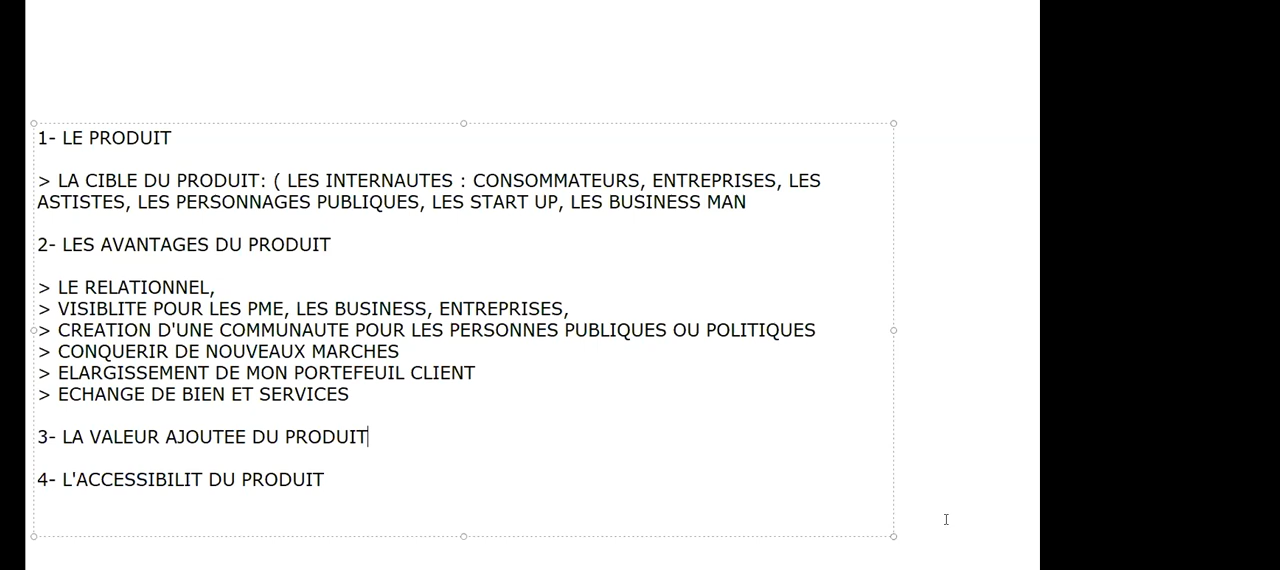 1- LE PRODUIT
> LA CIBLE DU PRODUIT: ( LES INTERNAUTES : CONSOMMATEURS, ENTREPRISES, LES
ASTISTES, LES PERSONNAGES PUBLIQUES, LES START UP, LES BUSINESS MAN
2- LES AVANTAGES DU PRODUIT
> LE RELATIONNEL,
> VISIBLITE POUR LES PME, LES BUSINESS, ENTREPRISES,
> CREATION D'UNE COMMUNAUTE POUR LES PERSONNES PUBLIQUES OU POLITIQUES
> CONQUERIR DE NOUVEAUX MARCHES
> ELARGISSEMENT DE MON PORTEFEUIL CLIENT
> ECHANGE DE BIEN ET SERVICES
3- LA VALEUR AJOUTEE DU PRODUIT
4- L'ACCESSIBILIT DU PRODUIT